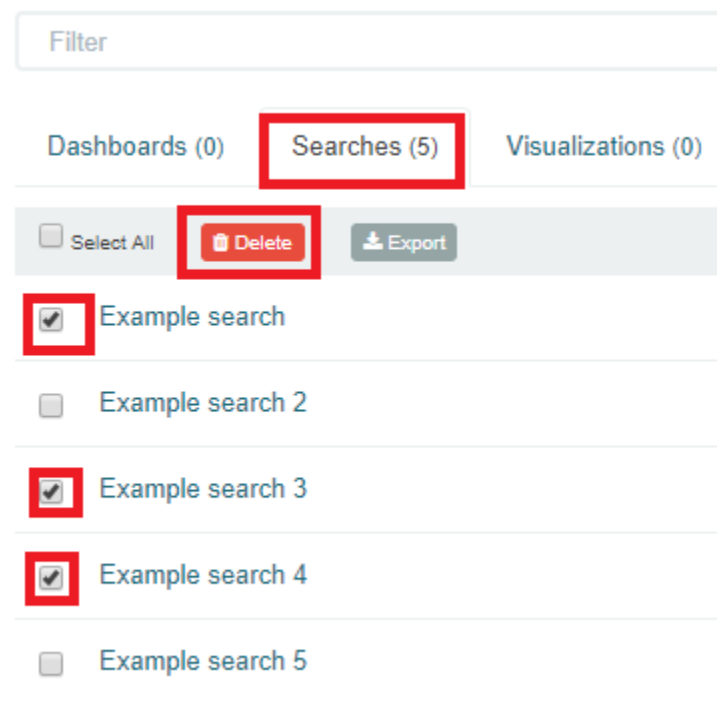 Filter
Dashboards (0) Searches (5) Visualizations (0)
Select All Delete Export
Example search
Example search 2
Example search 3
Example search 4
Example search 5